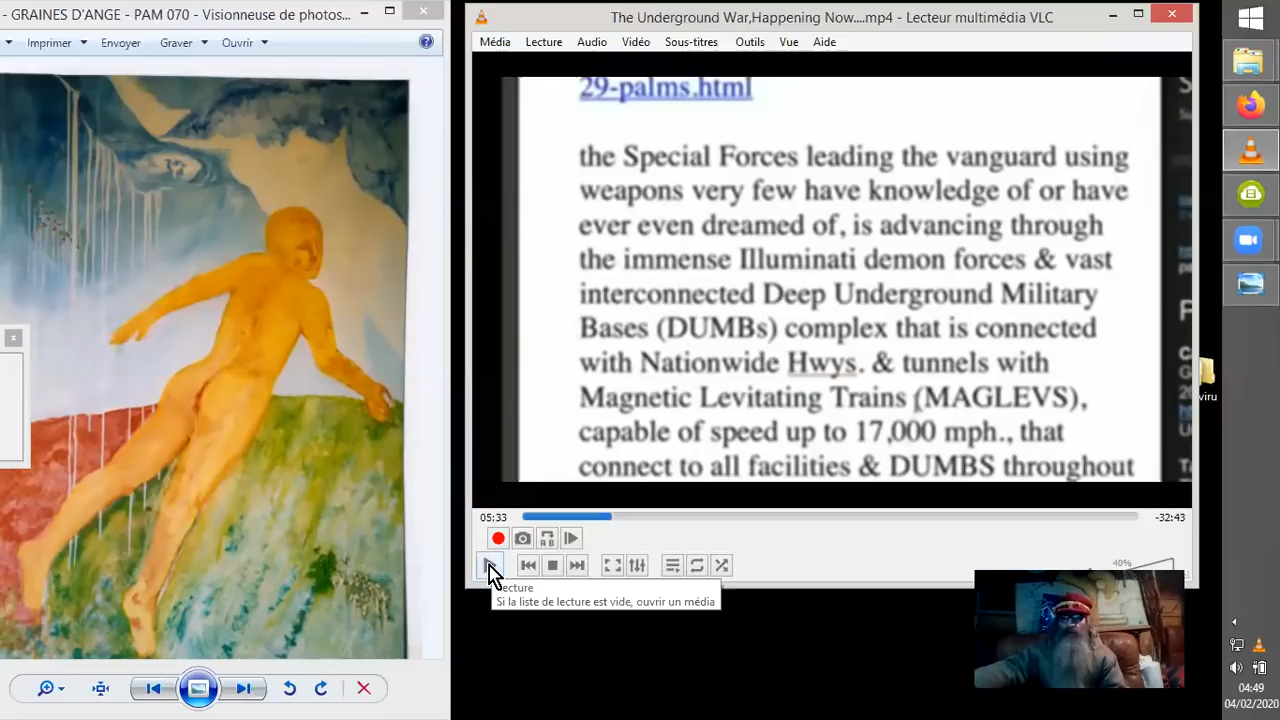 - GRAINES D'ANGE - PAM 070 - Visionneuse de photos...
Imprimer Envoyer Graver Ouvrir
The Underground War,Happening Now....mp4 - Lecteur multimédia VLC
Média Lecture Audio Vidéo Sous-titres Outils Vue Aide
29-palms.html
the Special Forces leading the vanguard using
weapons very few have knowledge of or have
ever even dreamed of, is advancing through
the immense Illuminati demon forces & vast
interconnected Deep Underground Military
Bases (DUMBs) complex that is connected
with Nationwide Hwys. & tunnels with
Magnetic Levitating Trains (MAGLEVS),
capable of speed up to 17,000 mph., that
connect to all facilities & DUMBS throughout
05:33
-32:43
40%
ecture
Si la liste de lecture est vide, ouvrir un média
viru
04:49
04/02/2020